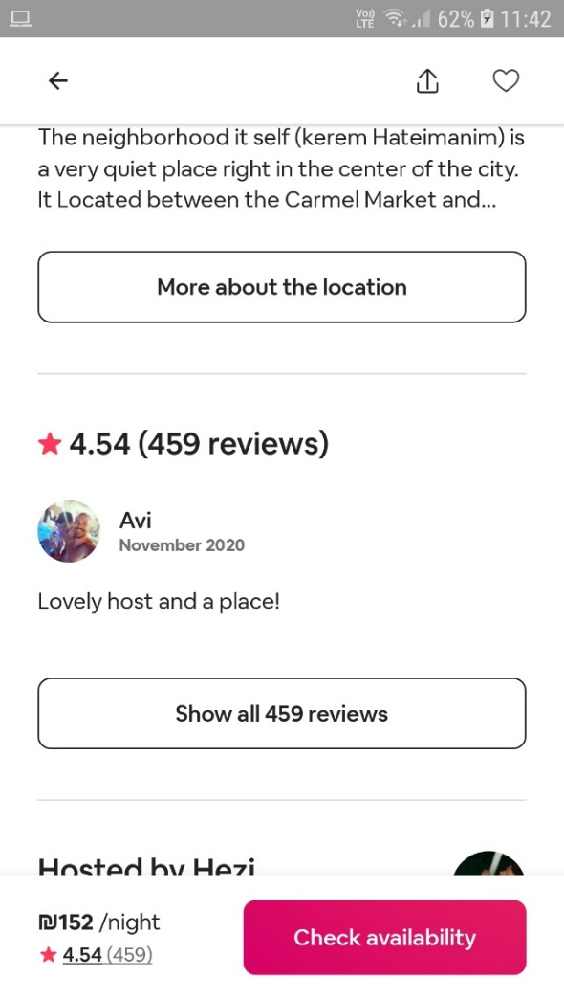 Vo)) LTE 62% 11:42
The neighborhood it self (kerem Hateimanim) is
a very quiet place right in the center of the city.
It Located between the Carmel Market and...
More about the location
4.54 (459 reviews)
Avi
November 2020
Lovely host and a place!
Show all 459 reviews
Hosted by Hezi
₪152 /night
4.54 (459)
Check availability